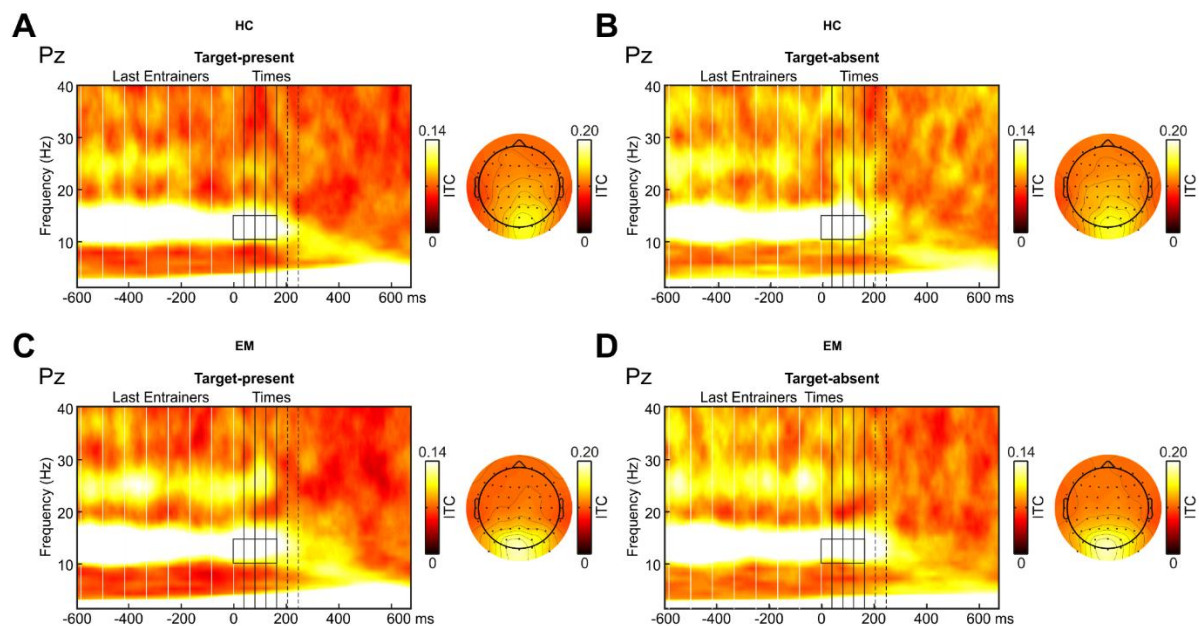 A
HC
Pz
Target-present
Last Entrainers Times
40
30
20
10
Frequency (Hz)
-600 -400 -200 0 200 400 600 ms
0.14
ITC
0
0.20
ITC
0
B
HC
Pz
Target-absent
Last Entrainers Times
40
30
20
10
Frequency (Hz)
-600 -400 -200 0 200 400 600 ms
0.14
ITC
0
0.20
ITC
0
C
EM
Pz
Target-present
Last Entrainers Times
40
30
20
10
Frequency (Hz)
-600 -400 -200 0 200 400 600 ms
0.14
ITC
0
0.20
ITC
0
D
EM
Pz
Target-absent
Last Entrainers Times
40
30
20
10
Frequency (Hz)
-600 -400 -200 0 200 400 600 ms
0.14
ITC
0
0.20
ITC
0